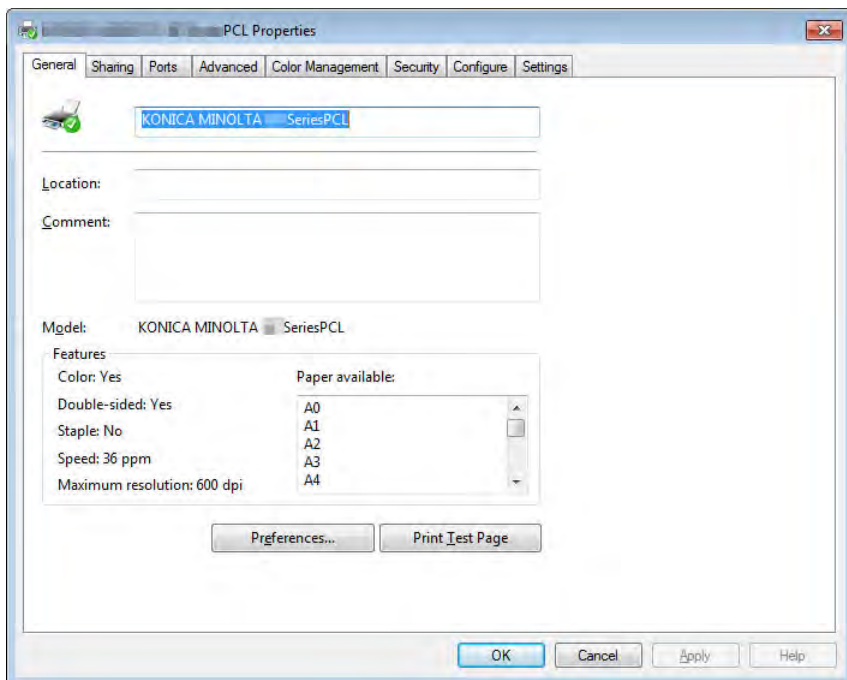 PCL Properties
General Sharing Ports Advanced Color Management Security Configure Settings
KONICA MINOLTA SeriesPCL
Location:
Comment:
Model: KONICA MINOLTA SeriesPCL
Features
Color: Yes Paper available:
Double-sided: Yes A0
Staple: No A1
A2
Speed: 36 ppm A3
Maximum resolution: 600 dpi A4
Preferences... Print Test Page
OK Cancel Apply Help